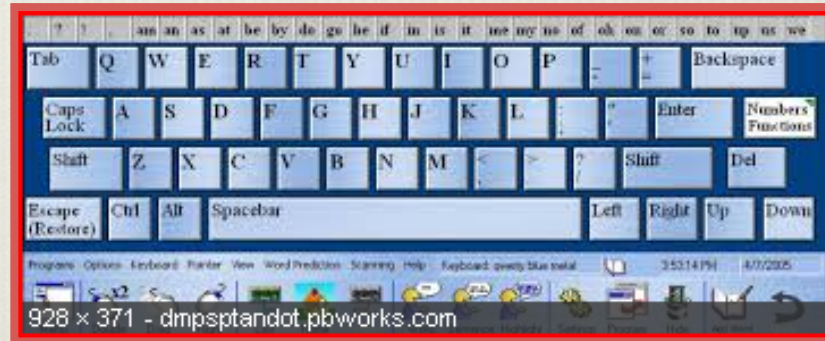 . ? ! , am an as at be by do go he if in is it me my no of oh on or so to up us we
Tab Q W E R T Y U I O P - _ + = Backspace
Caps Lock A S D F G H J K L : ; " ' Enter Numbers Functions
Shift Z X C V B N M < , > . ? / Shift Del
Escape (Restore) Ctrl Alt Spacebar Left Right Up Down
Programs Options Keyboard Pointer View Word Prediction Scanning Help Keyboard: qwerty blue metal 3:53:14 PM 4/7/2005
928 × 371 - dmpsptandot.pbworks.com